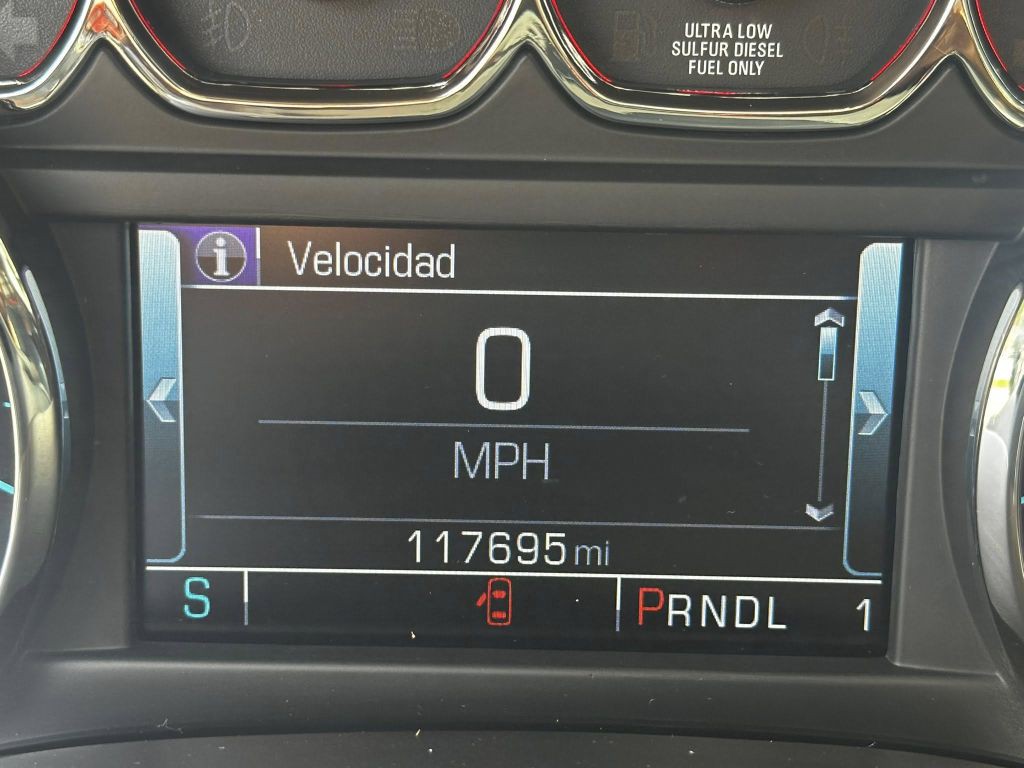 ULTRA LOW
SULFUR DIESEL
FUEL ONLY
Velocidad
0
MPH
117695 mi
S PRNDL 1